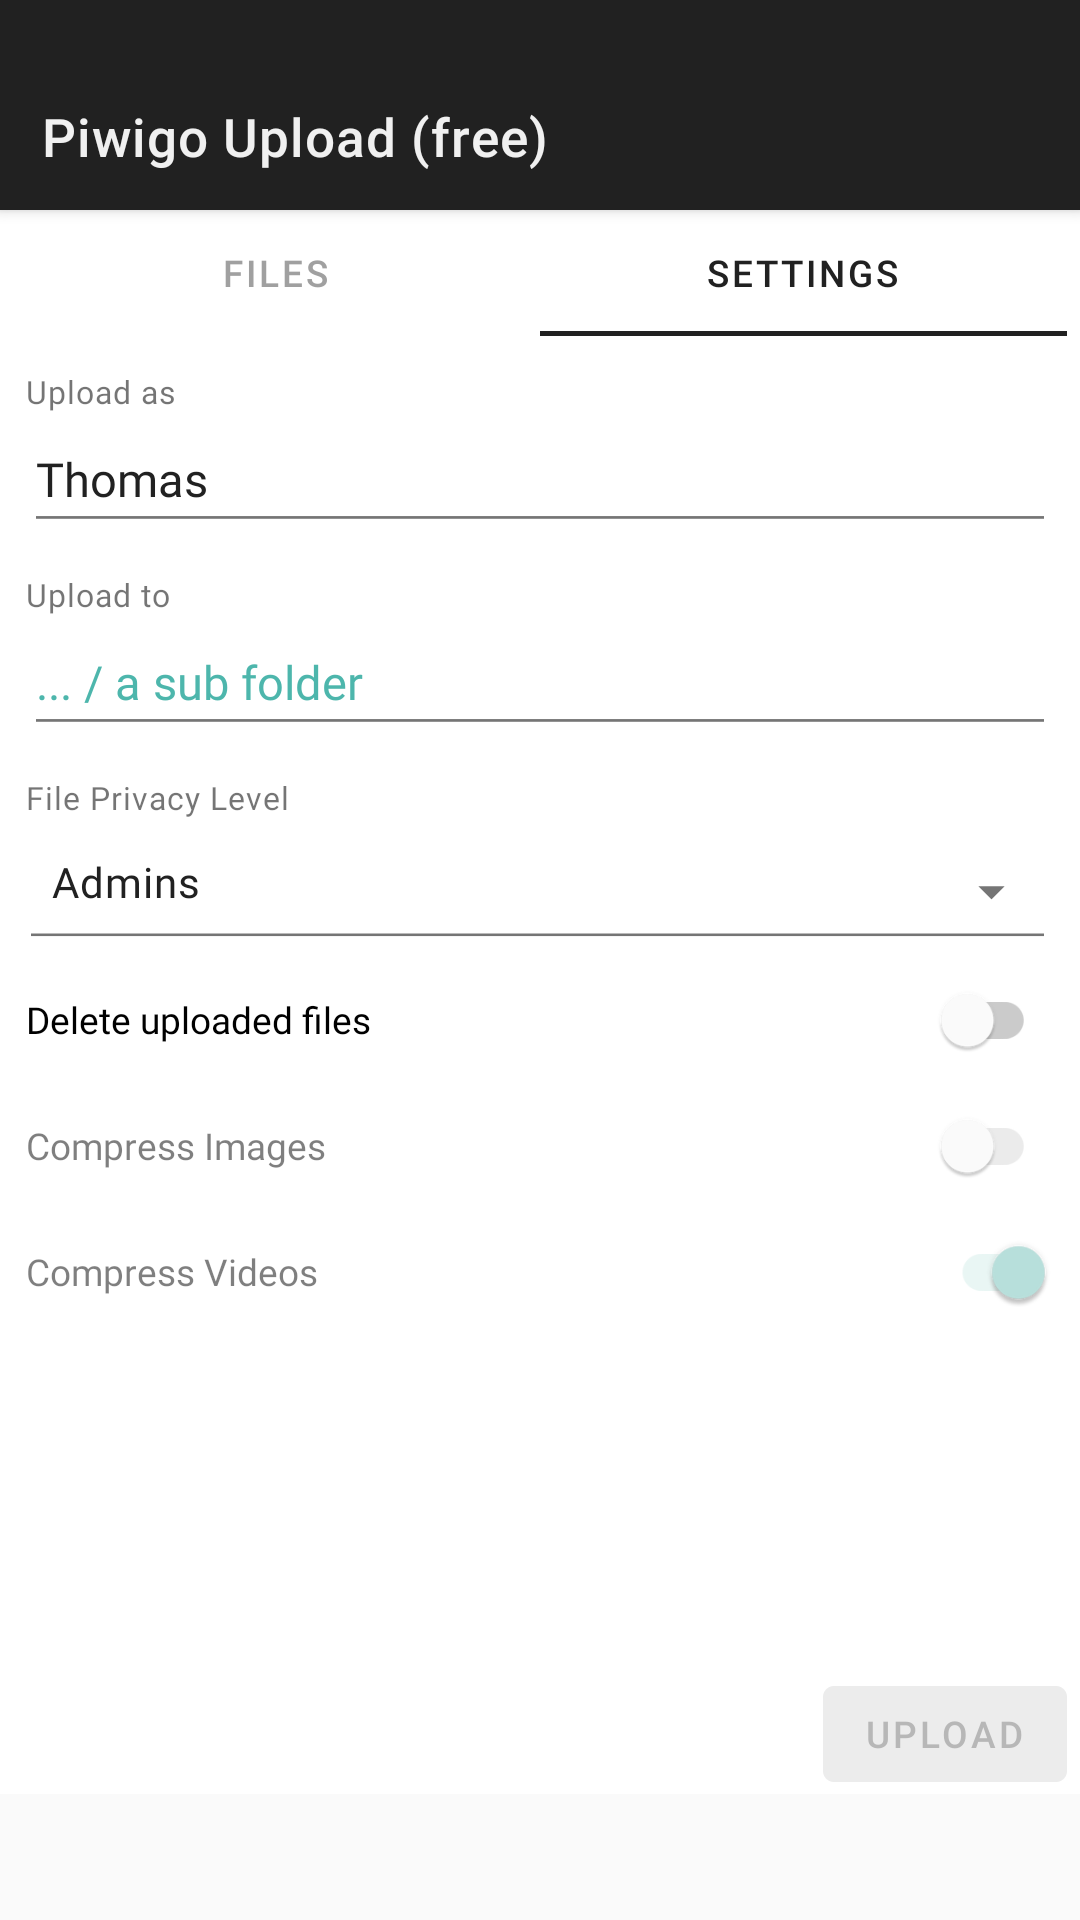 Piwigo Upload (free)
FILES
SETTINGS
Upload as
Thomas
Upload to
... / a sub folder
File Privacy Level
Admins
Delete uploaded files
Compress Images
Compress Videos
UPLOAD